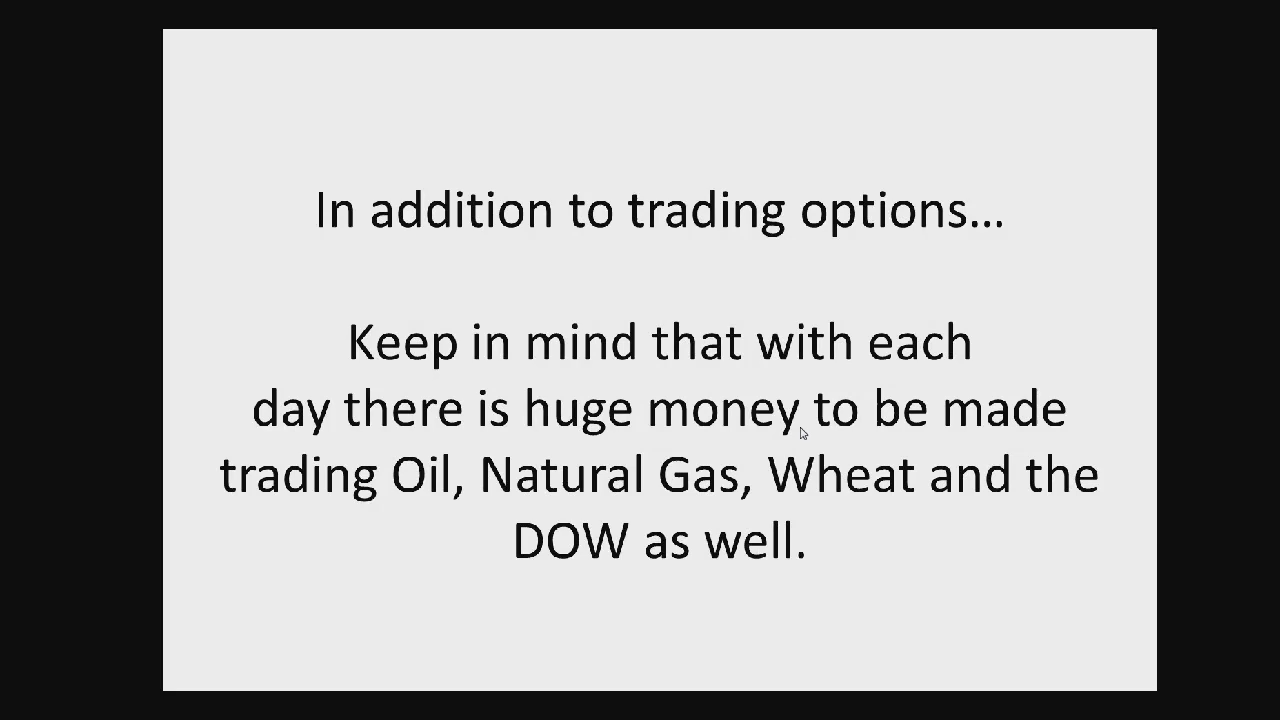 In addition to trading options...
Keep in mind that with each
day there is huge money to be made
trading Oil, Natural Gas, Wheat and the
DOW as well.